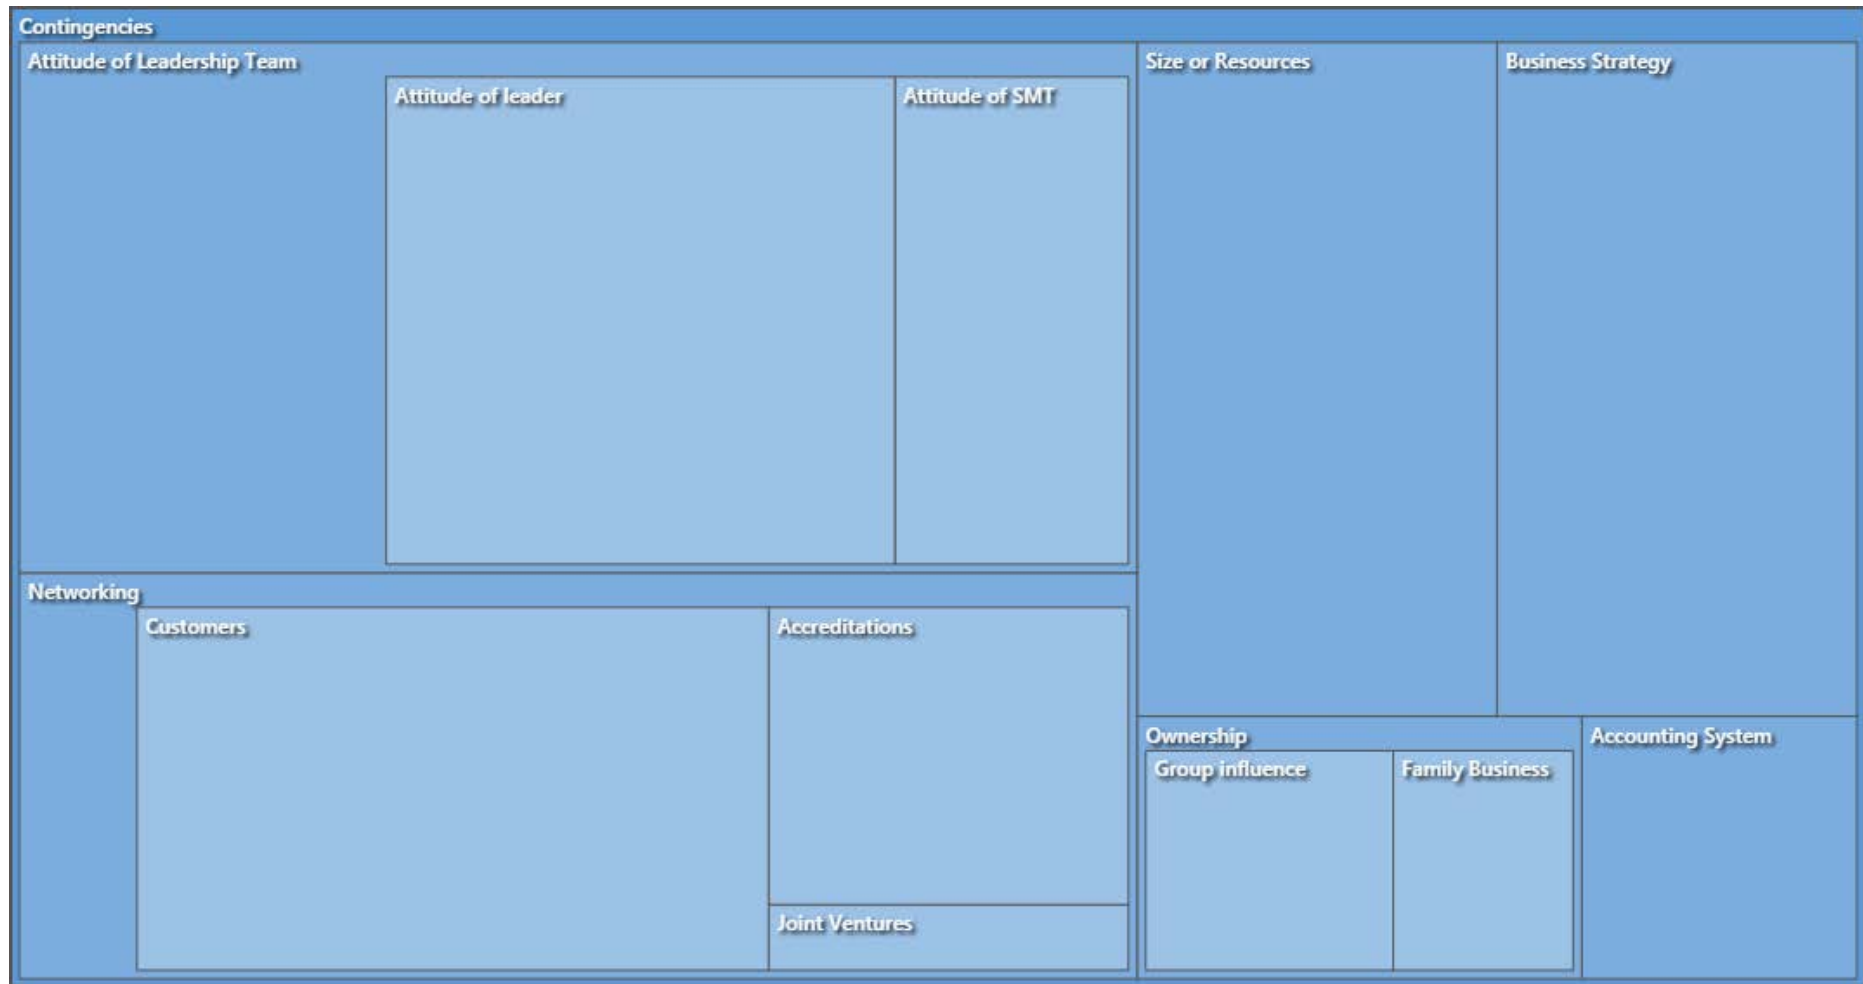 Contingencies
Attitude of Leadership Team
Attitude of leader
Attitude of SMT
Size or Resources
Business Strategy
Networking
Customers
Accreditations
Joint Ventures
Ownership
Group influence
Family Business
Accounting System